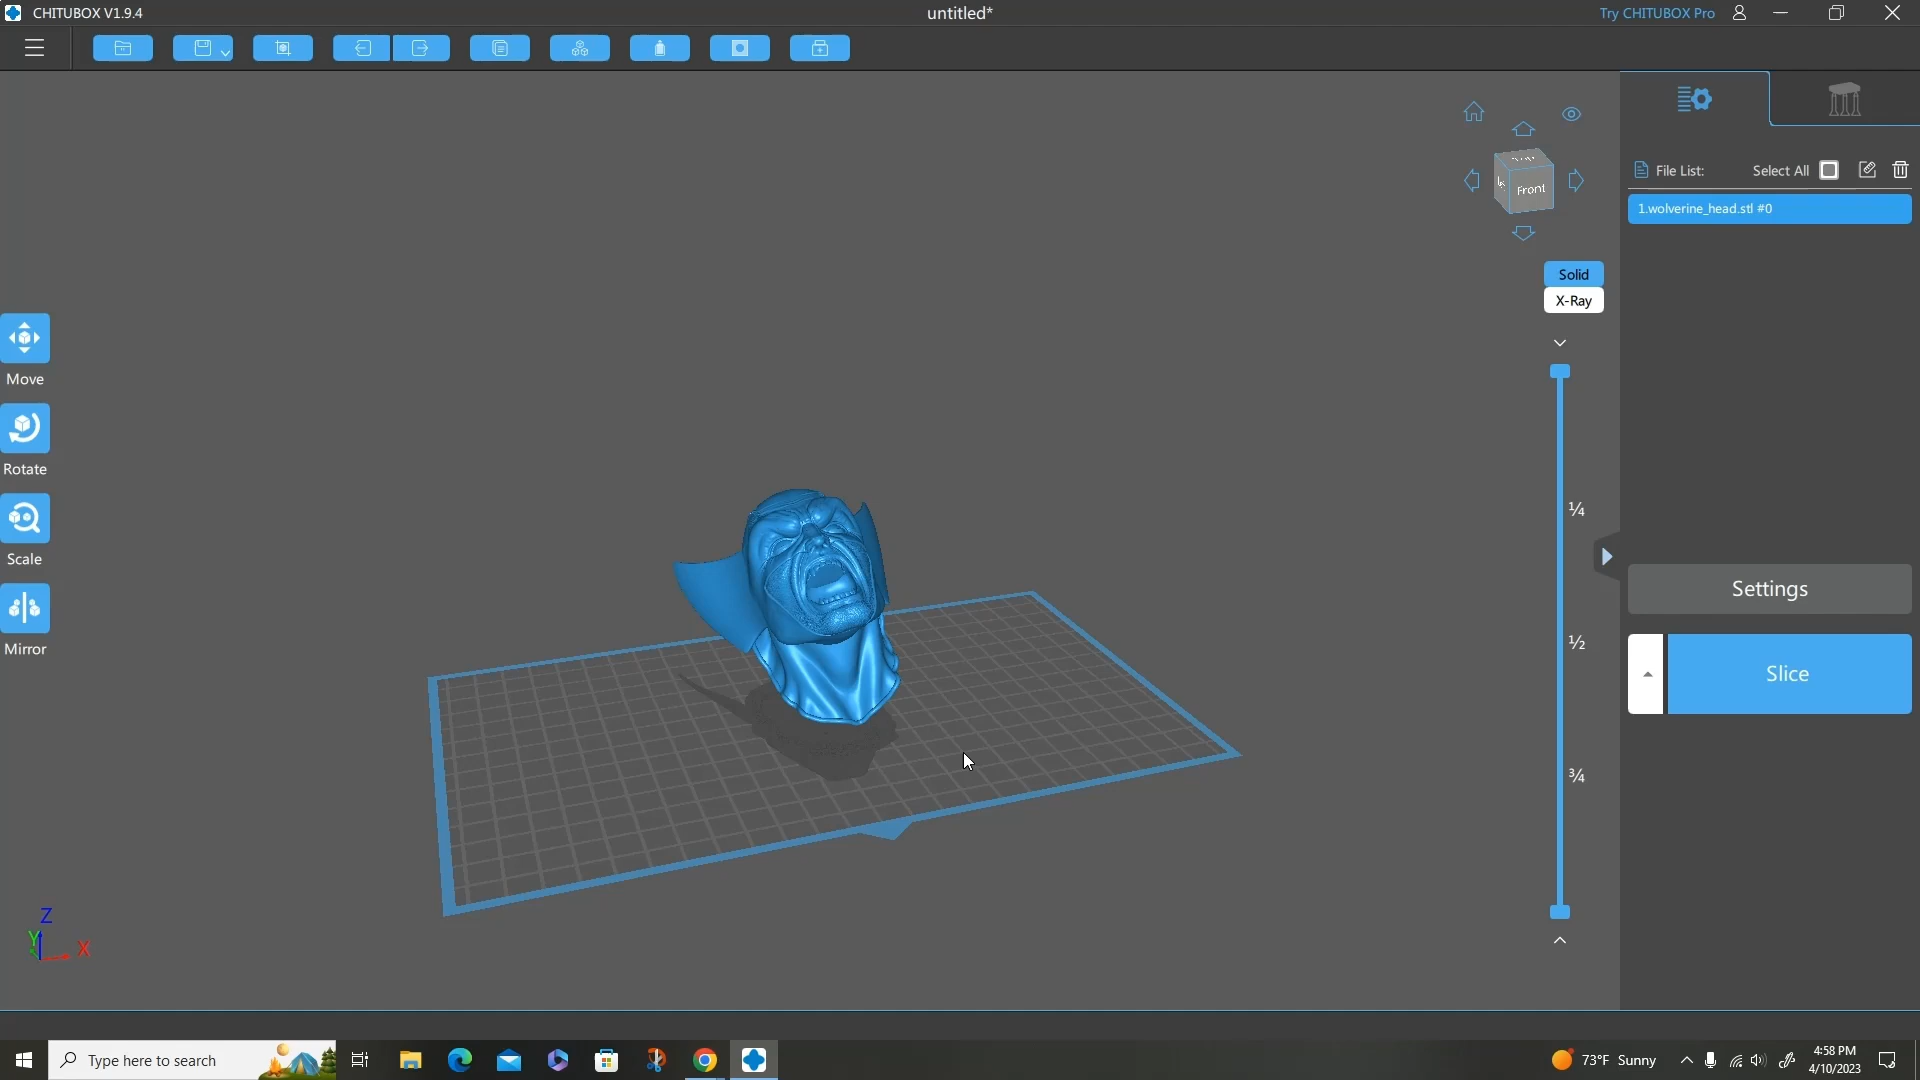 CHITUBOX V1.9.4
untitled*
Try CHITUBOX Pro
File List:
Select All
1.wolverine_head.stl #0
Front
Solid
X-Ray
Move
Rotate
Scale
Mirror
¼
½
¾
Settings
Slice
Z
Y
X
Type here to search
73°F Sunny
4:58 PM
4/10/2023